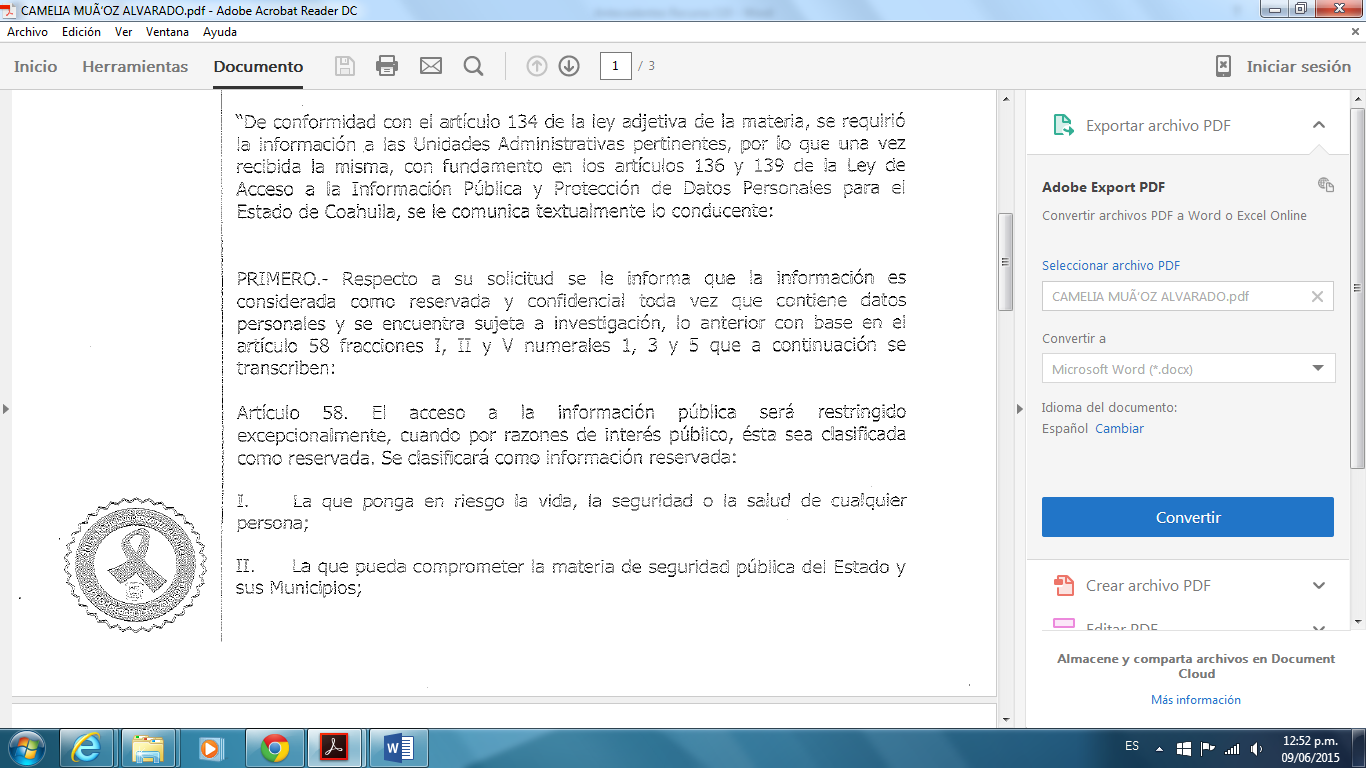 CAMELIA MUÃ‘OZ ALVARADO.pdf - Adobe Acrobat Reader DC
Archivo Edición Ver Ventana Ayuda
Inicio Herramientas Documento 1 / 3 Iniciar sesión
“De conformidad con el artículo 134 de la ley adjetiva de la materia, se requirió
la información a las Unidades Administrativas pertinentes, por lo que una vez
recibida la misma, con fundamento en los artículos 136 y 139 de la Ley de
Acceso a la Información Pública y Protección de Datos Personales para el
Estado de Coahuila, se le comunica textualmente lo conducente:
PRIMERO.- Respecto a su solicitud se le informa que la información es
considerada como reservada y confidencial toda vez que contiene datos
personales y se encuentra sujeta a investigación, lo anterior con base en el
artículo 58 fracciones I, II y V numerales 1, 3 y 5 que a continuación se
transcriben:
Artículo 58. El acceso a la información pública será restringido
excepcionalmente, cuando por razones de interés público, ésta sea clasificada
como reservada. Se clasificará como información reservada:
I. La que ponga en riesgo la vida, la seguridad o la salud de cualquier
persona;
II. La que pueda comprometer la materia de seguridad pública del Estado y
sus Municipios;
Exportar archivo PDF
Adobe Export PDF
Convertir archivos PDF a Word o Excel Online
Seleccionar archivo PDF
CAMELIA MUÃ‘OZ ALVARADO.pdf
Convertir a
Microsoft Word (*.docx)
Idioma del documento:
Español Cambiar
Convertir
Crear archivo PDF
Editar PDF
Almacene y comparta archivos en Document
Cloud
Más información
ES
12:52 p.m.
09/06/2015